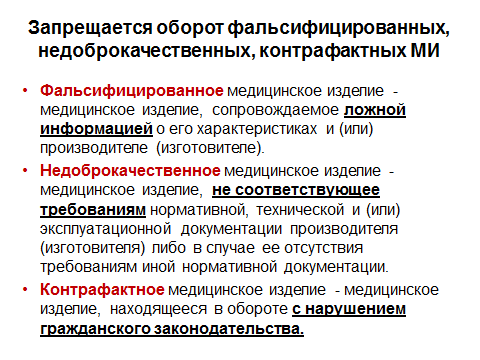 Запрещается оборот фальсифицированных,
недоброкачественных, контрафактных МИ
• Фальсифицированное медицинское изделие -
медицинское изделие, сопровождаемое ложной
информацией о его характеристиках и (или)
производителе (изготовителе).
• Недоброкачественное медицинское изделие -
медицинское изделие, не соответствующее
требованиям нормативной, технической и (или)
эксплуатационной документации производителя
(изготовителя) либо в случае ее отсутствия
требованиям иной нормативной документации.
• Контрафактное медицинское изделие - медицинское
изделие, находящееся в обороте с нарушением
гражданского законодательства.